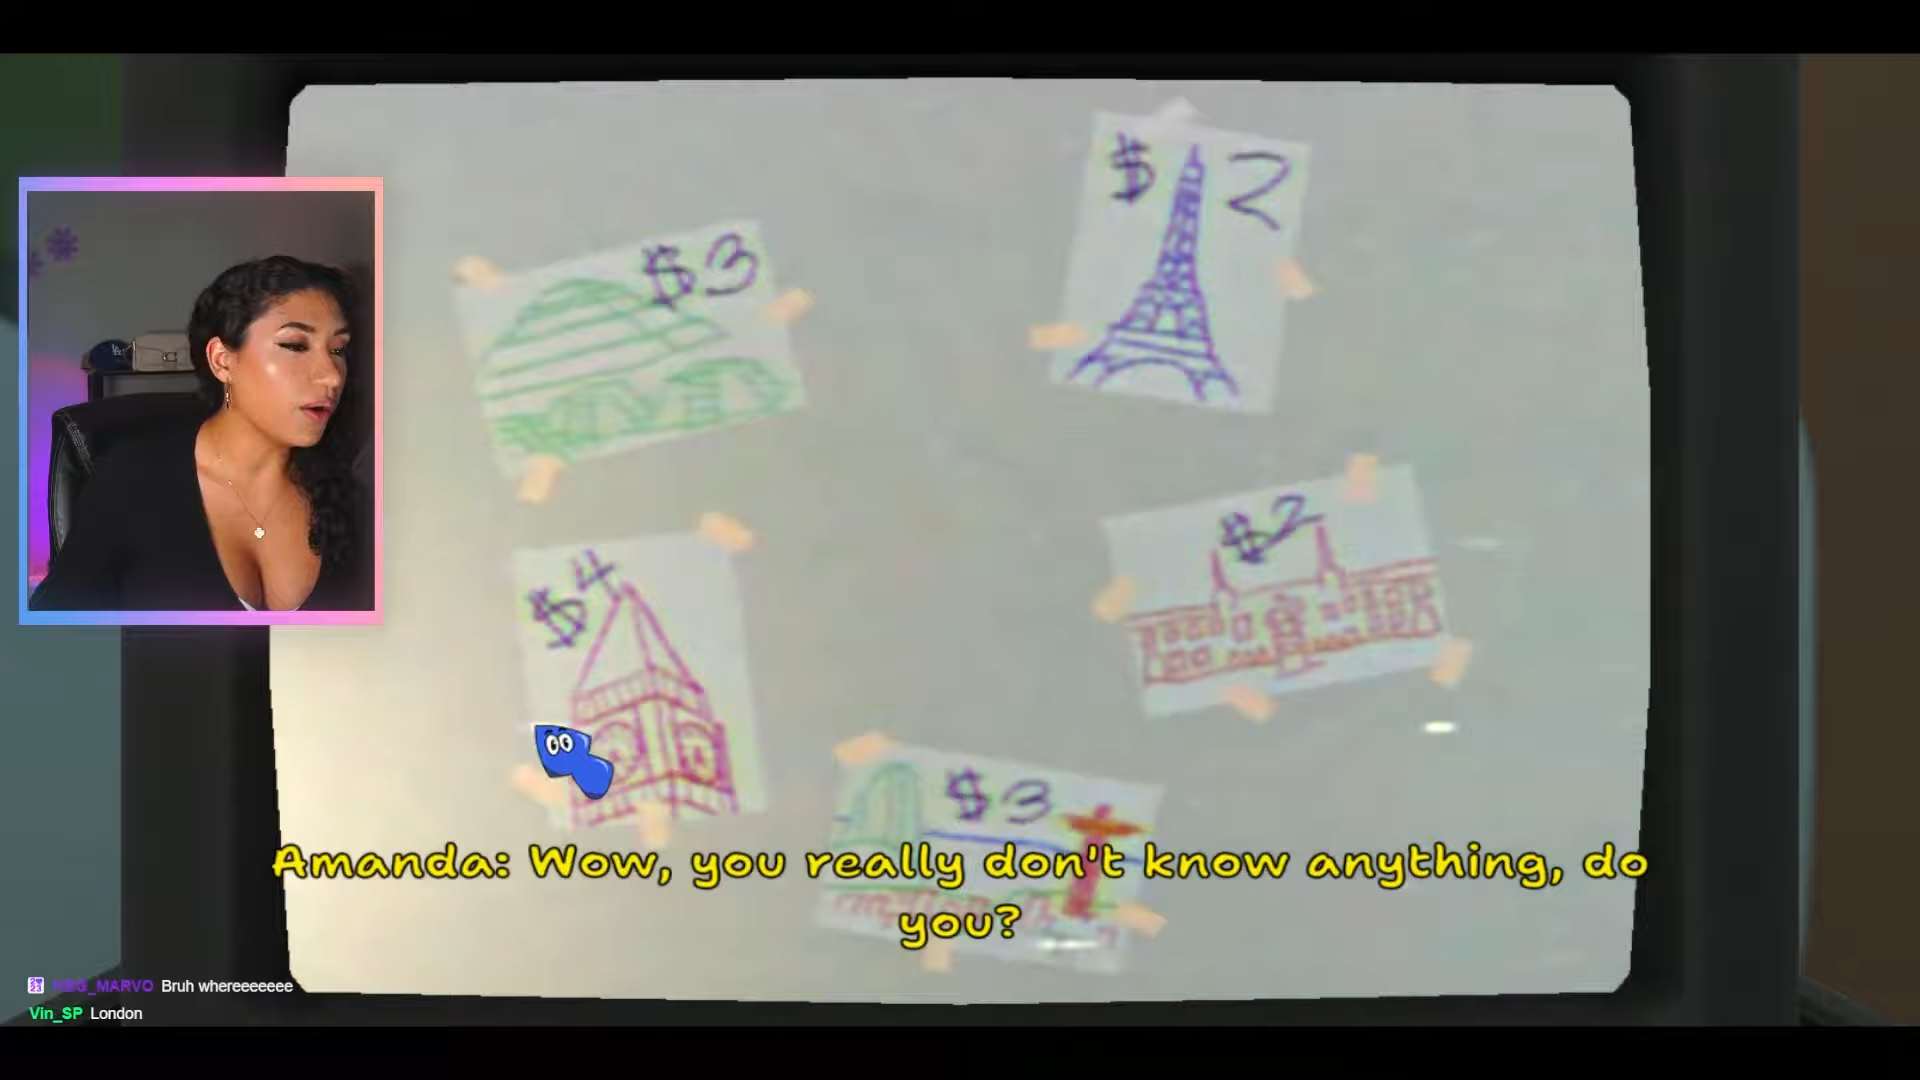 $ 2
$3
$2
$4
$3
Amanda: Wow, you really don't know anything, do
you?
Bruh whereeeeeee
Vin_SP London